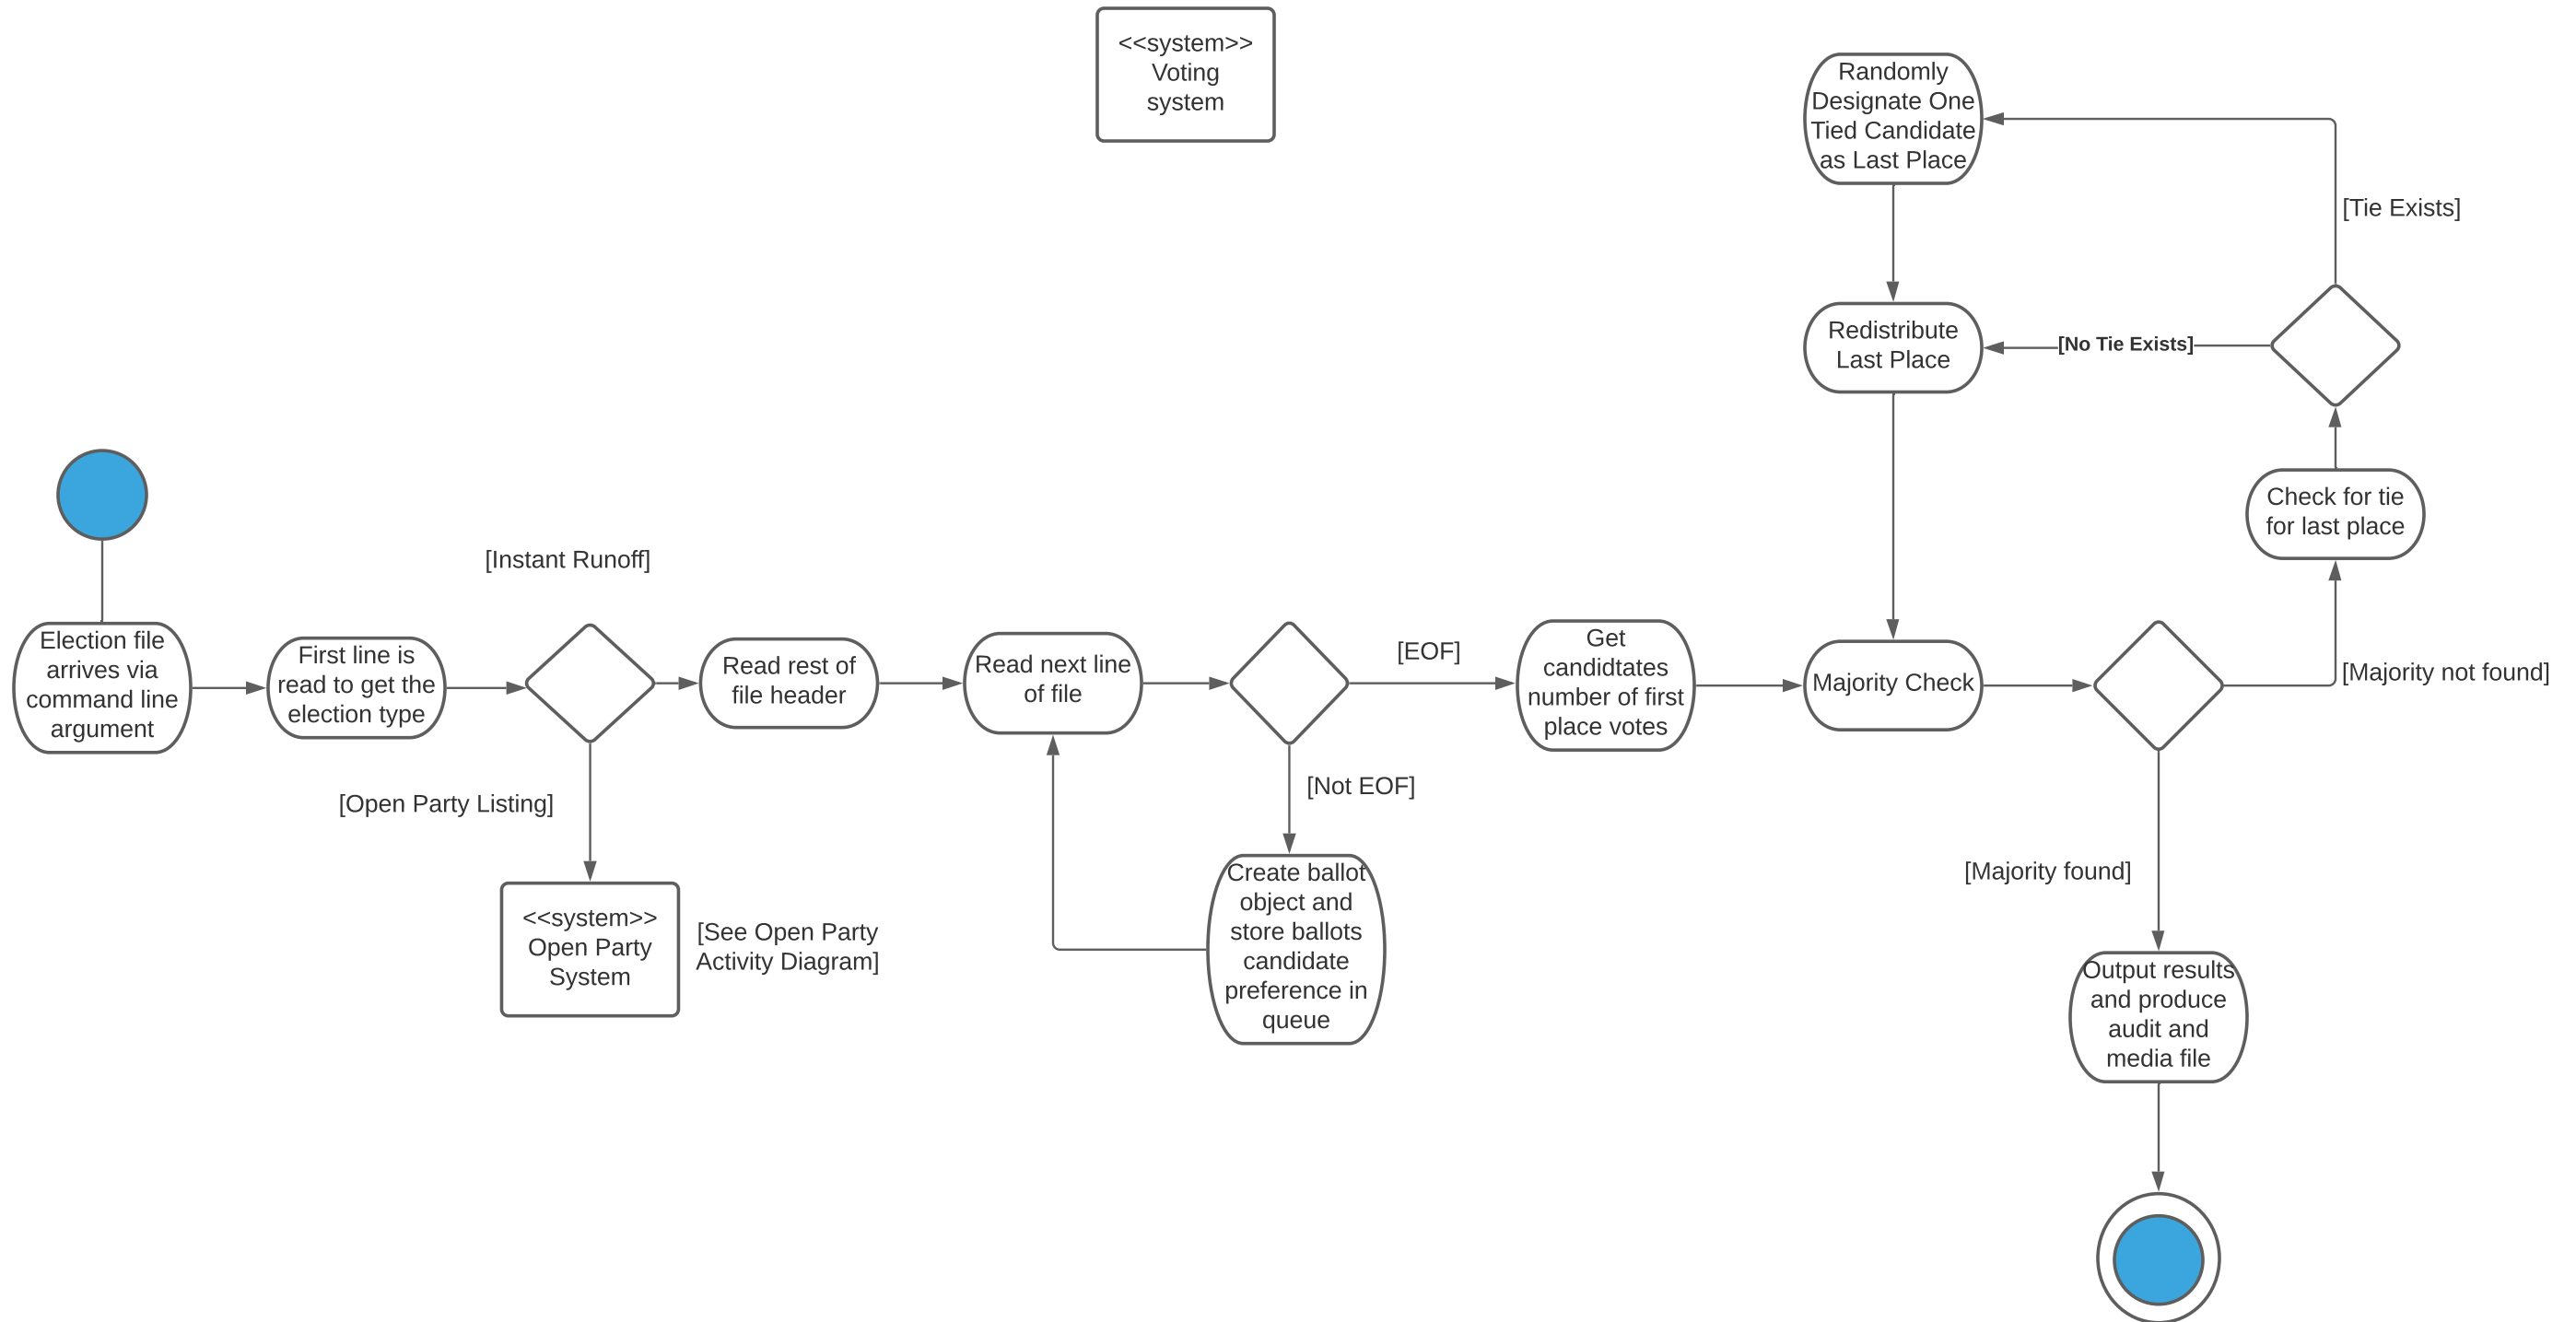 <<system>>
Voting
system
Randomly
Designate One
Tied Candidate
as Last Place
[Tie Exists]
Redistribute
Last Place
[No Tie Exists]
Check for tie
for last place
[Instant Runoff]
Election file
arrives via
command line
argument
First line is
read to get the
election type
Read rest of
file header
Read next line
of file
[EOF]
Get
candidtates
number of first
place votes
Majority Check
[Majority not found]
[Open Party Listing]
[Not EOF]
<<system>>
Open Party
System
[See Open Party
Activity Diagram]
Create ballot
object and
store ballots
candidate
preference in
queue
[Majority found]
Output results
and produce
audit and
media file